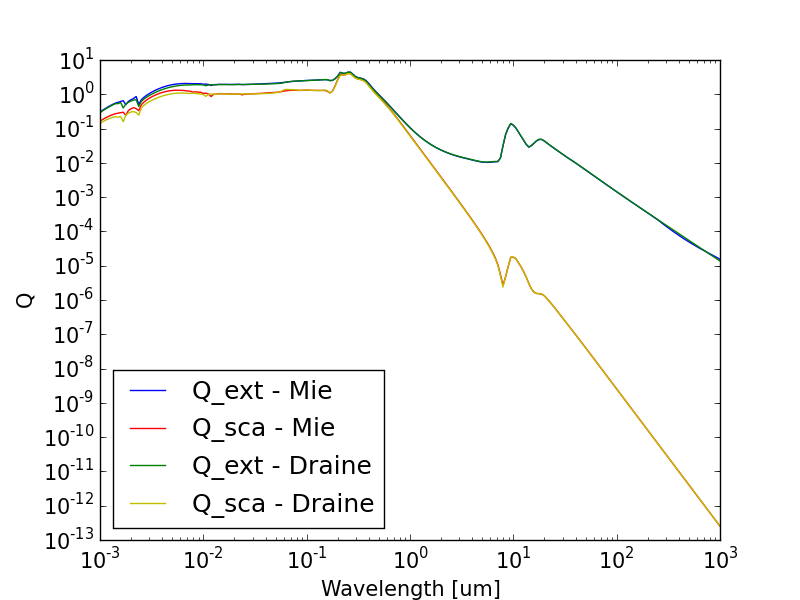 10^1
10^0
10^-1
10^-2
10^-3
10^-4
10^-5
10^-6
10^-7
10^-8
10^-9
10^-10
10^-11
10^-12
10^-13
Q
Q_ext - Mie
Q_sca - Mie
Q_ext - Draine
Q_sca - Draine
10^-3 10^-2 10^-1 10^0 10^1 10^2 10^3
Wavelength [um]